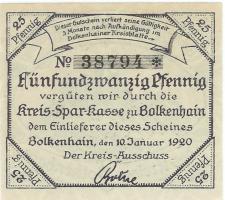 25 Pfennig
25 Pfennig
Dieser Gutschein verliert seine Gültigkeit
3 Monate nach Aufkündigung im
Bolkenhainer Kreisblatte.
No 38794 *
Fünfundzwanzig Pfennig
vergüten wir durch die
Kreis-Spar-Kasse zu Bolkenhain
dem Einlieferer dieses Scheines
Bolkenhain, den 10. Januar 1920
Der Kreis-Ausschuss.
25 Pfennig
25 Pfennig